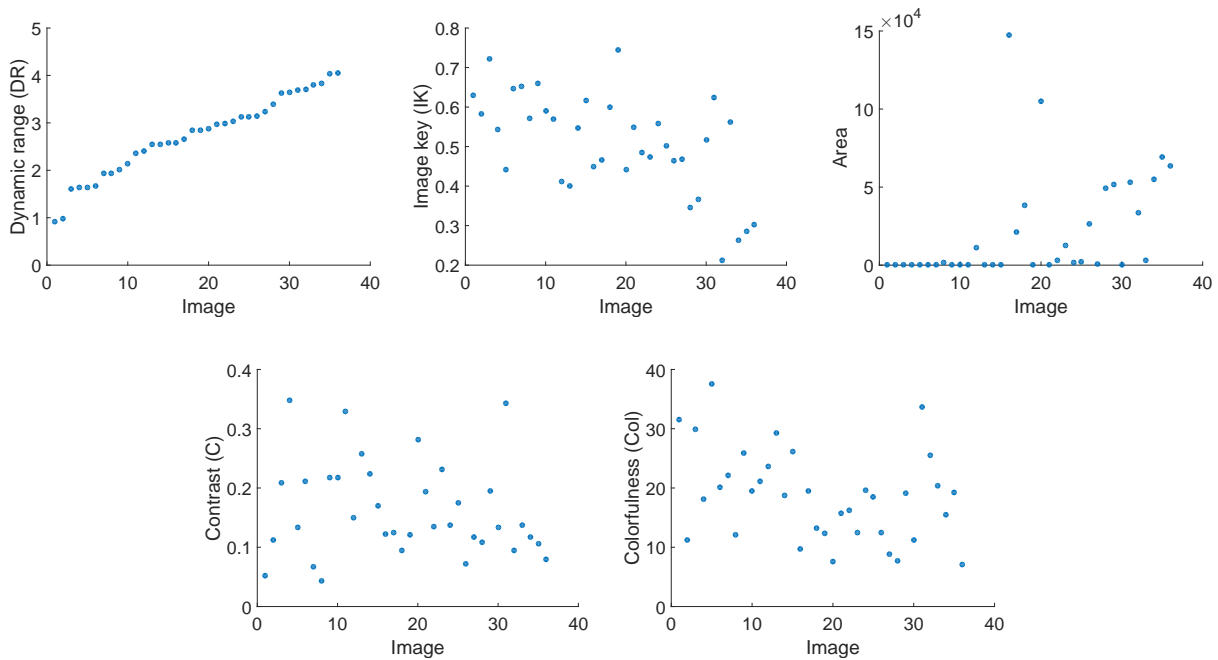 Dynamic range (DR)
5
4
3
2
1
0
0 10 20 30 40
Image
Image key (IK)
0.8
0.7
0.6
0.5
0.4
0.3
0.2
0 10 20 30 40
Image
Area
×10⁴
15
10
5
0
0 10 20 30 40
Image
Contrast (C)
0.4
0.3
0.2
0.1
0
0 10 20 30 40
Image
Colorfulness (Col)
40
30
20
10
0
0 10 20 30 40
Image